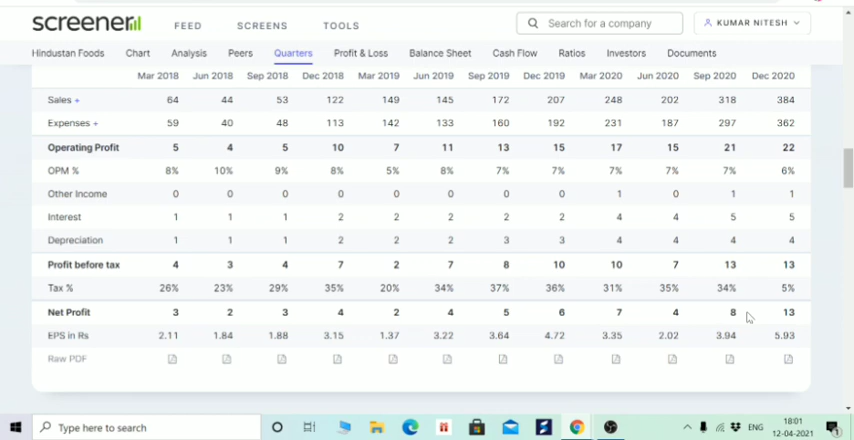 screener
FEED SCREENS TOOLS
Search for a company
KUMAR NITESH
Hindustan Foods Chart Analysis Peers Quarters Profit & Loss Balance Sheet Cash Flow Ratios Investors Documents
Mar 2018 Jun 2018 Sep 2018 Dec 2018 Mar 2019 Jun 2019 Sep 2019 Dec 2019 Mar 2020 Jun 2020 Sep 2020 Dec 2020
Sales + 64 44 53 122 149 145 172 207 248 202 318 384
Expenses + 59 40 48 113 142 133 160 192 231 187 297 362
Operating Profit 5 4 5 10 7 11 13 15 17 15 21 22
OPM % 8% 10% 9% 8% 5% 8% 7% 7% 7% 7% 7% 6%
Other Income 0 0 0 0 0 0 0 0 1 0 1 1
Interest 1 1 1 2 2 2 2 2 4 4 5 5
Depreciation 1 1 1 2 2 2 3 3 4 4 4 4
Profit before tax 4 3 4 7 2 7 8 10 10 7 13 13
Tax % 26% 23% 29% 35% 20% 34% 37% 36% 31% 35% 34% 5%
Net Profit 3 2 3 4 2 4 5 6 7 4 8 13
EPS in Rs 2.11 1.84 1.88 3.15 1.37 3.22 3.64 4.72 3.35 2.02 3.94 5.93
Raw PDF
Type here to search
ENG
18:01
12-04-2021